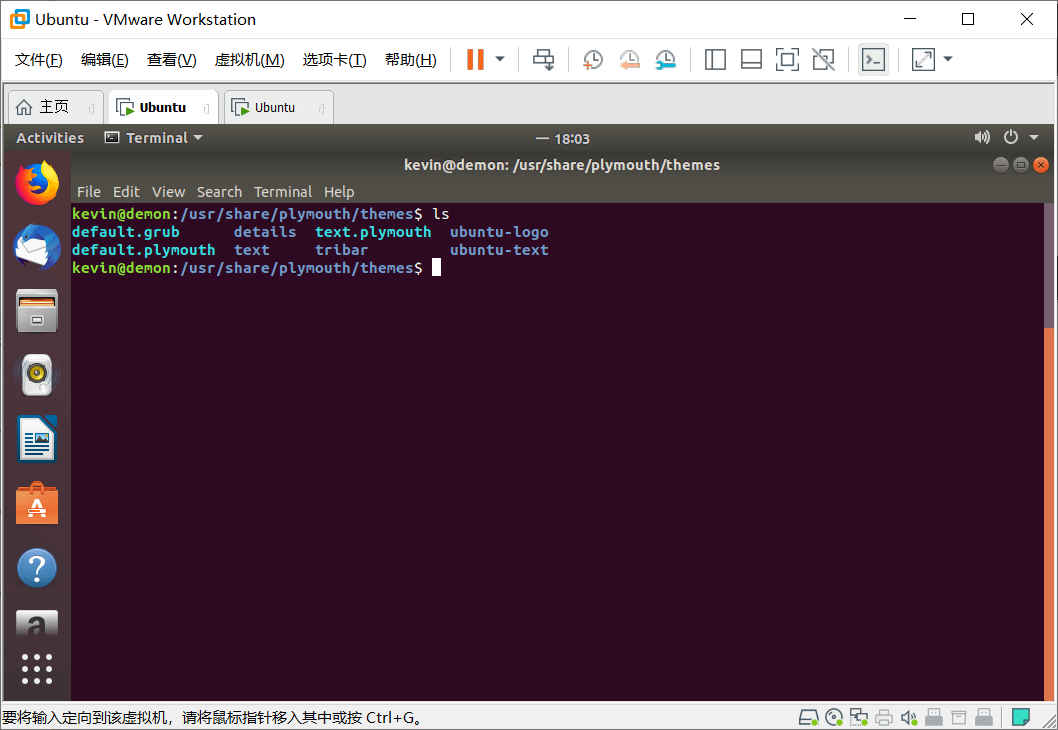 Ubuntu - VMware Workstation
文件(F) 编辑(E) 查看(V) 虚拟机(M) 选项卡(T) 帮助(H)
主页 Ubuntu Ubuntu
Activities Terminal 18:03
kevin@demon: /usr/share/plymouth/themes
File Edit View Search Terminal Help
kevin@demon:/usr/share/plymouth/themes$ ls
default.grub details text.plymouth ubuntu-logo
default.plymouth text tribar ubuntu-text
kevin@demon:/usr/share/plymouth/themes$
要将输入定向到该虚拟机，请将鼠标指针移入其中或按 Ctrl+G。